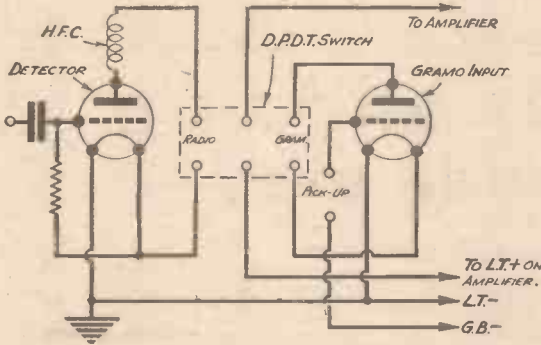 TO AMPLIFIER
H.F.C.
D.P.D.T. SWITCH
DETECTOR
GRAMO INPUT
RADIO
GRAM.
PICK-UP
TO L.T.+ ON
AMPLIFIER.
L.T.-
G.B.-